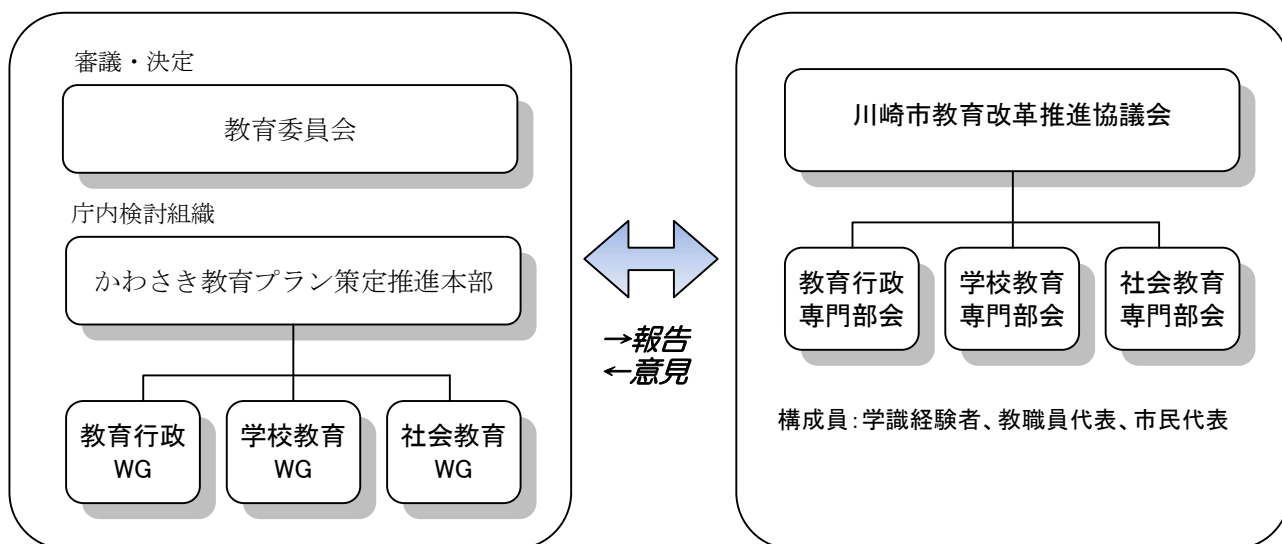 審議・決定
教育委員会
庁内検討組織
かわさき教育プラン策定推進本部
教育行政
WG
学校教育
WG
社会教育
WG
→報告
←意見
川崎市教育改革推進協議会
教育行政
専門部会
学校教育
専門部会
社会教育
専門部会
構成員：学識経験者、教職員代表、市民代表